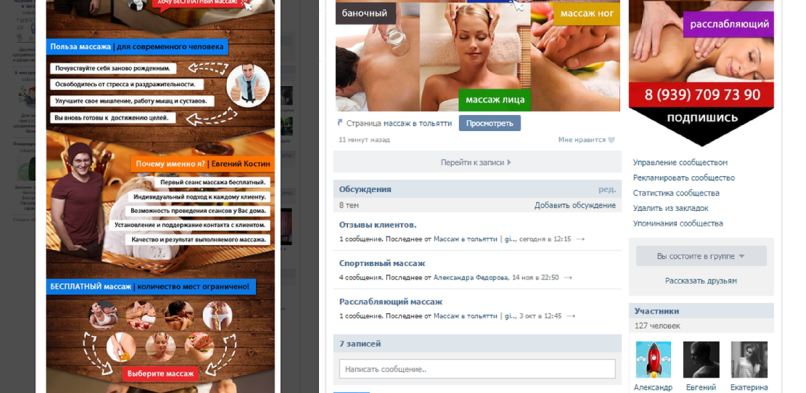 Хочу БЕСПЛАТНЫЙ массаж!
Польза массажа | для современного человека
Почувствуйте себя заново рожденным.
Освободитесь от стресса и раздражительности.
Улучшите свое мышление, работу мышц и суставов.
Вы вновь готовы к достижению целей.
Почему именно я? | Евгений Костин
Первый сеанс массажа бесплатный.
Индивидуальный подход к каждому клиенту.
Возможность проведения сеансов у Вас дома.
Установление и поддержание контакта с клиентом.
Качество и результат выполняемого массажа.
БЕСПЛАТНЫЙ массаж | количество мест ограничено!
Выберите массаж
баночный
массаж ног
массаж лица
Страница массаж в тольятти
Просмотреть
11 минут назад
Мне нравится
Перейти к записи
Обсуждения
ред.
8 тем
Добавить обсуждение
Отзывы клиентов.
1 сообщение. Последнее от Массаж в тольятти | gi..., сегодня в 12:15 →
Спортивный массаж
4 сообщения. Последнее от Александра Федорова, 14 ноя в 22:50 →
Расслабляющий массаж
1 сообщение. Последнее от Массаж в тольятти | gi..., 3 окт в 12:45 →
7 записей
Написать сообщение..
расслабляющий
8 (939) 709 73 90
подпишись
Управление сообществом
Рекламировать сообщество
Статистика сообщества
Удалить из закладок
Упоминания сообщества
Вы состоите в группе
Рассказать друзьям
Участники
127 человек
Александр
Евгений
Екатерина